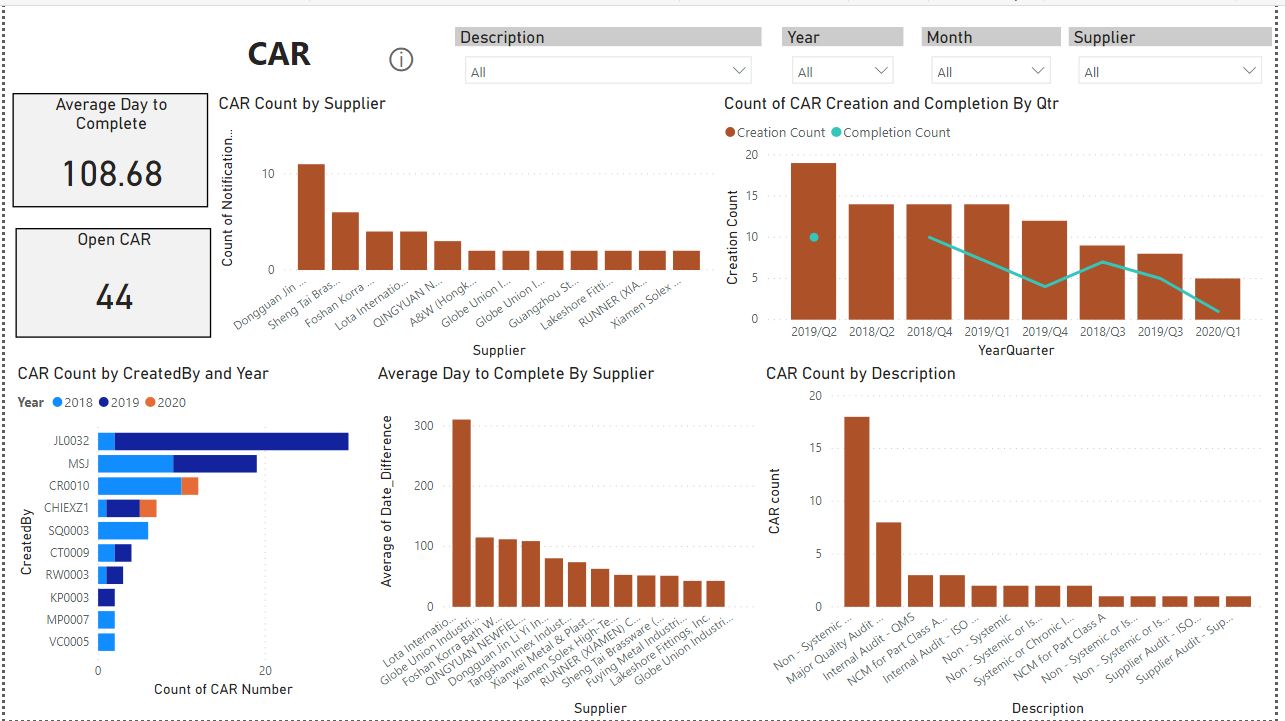 CAR
Description
Year
Month
Supplier
All
All
All
All
Average Day to
Complete
108.68
Open CAR
44
CAR Count by Supplier
Count of Notification...
10
0
Dongguan Jin ...
Sheng Tai Bras...
Foshan Kor...
Lota Internatio...
QINGYUAN ...
A&W (Hong ...
Globe Union I...
Globe Union ...
Guangzhou St...
Lakeshore Fitti...
RUNNER (XI...
Xiamen Solex ...
Supplier
Count of CAR Creation and Completion By Qtr
Creation Count
Completion Count
Creation Count
20
15
10
5
0
2019/Q2
2018/Q2
2018/Q4
2019/Q1
2019/Q4
2018/Q3
2019/Q3
2020/Q1
YearQuarter
CAR Count by CreatedBy and Year
Year
2018
2019
2020
CreatedBy
JL0032
MSJ
CR0010
CHIEXZ1
SQ0003
CT0009
RW0003
KP0003
MP0007
VC0005
0
20
Count of CAR Number
Average Day to Complete By Supplier
Average of Date_Difference
300
200
100
0
Lota Internatio...
Globe Union Industri...
Foshan Korra Bath W...
QINGYUAN NEWFEL...
Dongguan Jin Li Yi D...
Tangshan Imex Indust...
Xianwei Metal & Plast...
Xiamen Solex High-Te...
RUNNER (XIAMEN) C...
Sheng Tai Brassware C...
Fuying Metal Industri...
Lakeshore Fittings, Inc.
Globe Union Industri...
Supplier
CAR Count by Description
CAR count
20
15
10
5
0
Non - Systemic ...
Major Quality Audit ...
Internal Audit - QMS
NCM for Part Class A...
Internal Audit - ISO ...
Non - Systemic
Non - Systemic or Is...
Systemic or Chronic I...
NCM for Part Class A
Non - Systemic or Is...
Non - Systemic or Is...
Supplier Audit - ISO...
Supplier Audit - Sup...
Description